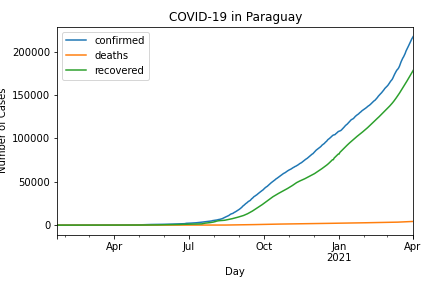 COVID-19 in Paraguay
confirmed
deaths
recovered
200000
150000
100000
50000
0
Number of Cases
Apr
Jul
Oct
Jan
2021
Apr
Day